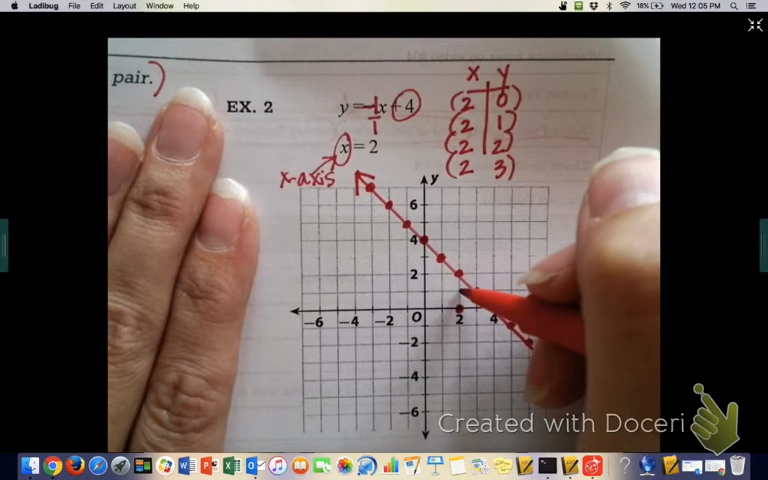 Ladibug File Edit Layout Window Help 18% Wed 12:05 PM
pair.)
EX. 2 y = -1/1 x + 4
x = 2
x-axis
x y
(2 0)
(2 1)
(2 2)
(2 3)
y
6
4
2
-6 -4 -2 O 2 4
-2
-4
-6
Created with Doceri